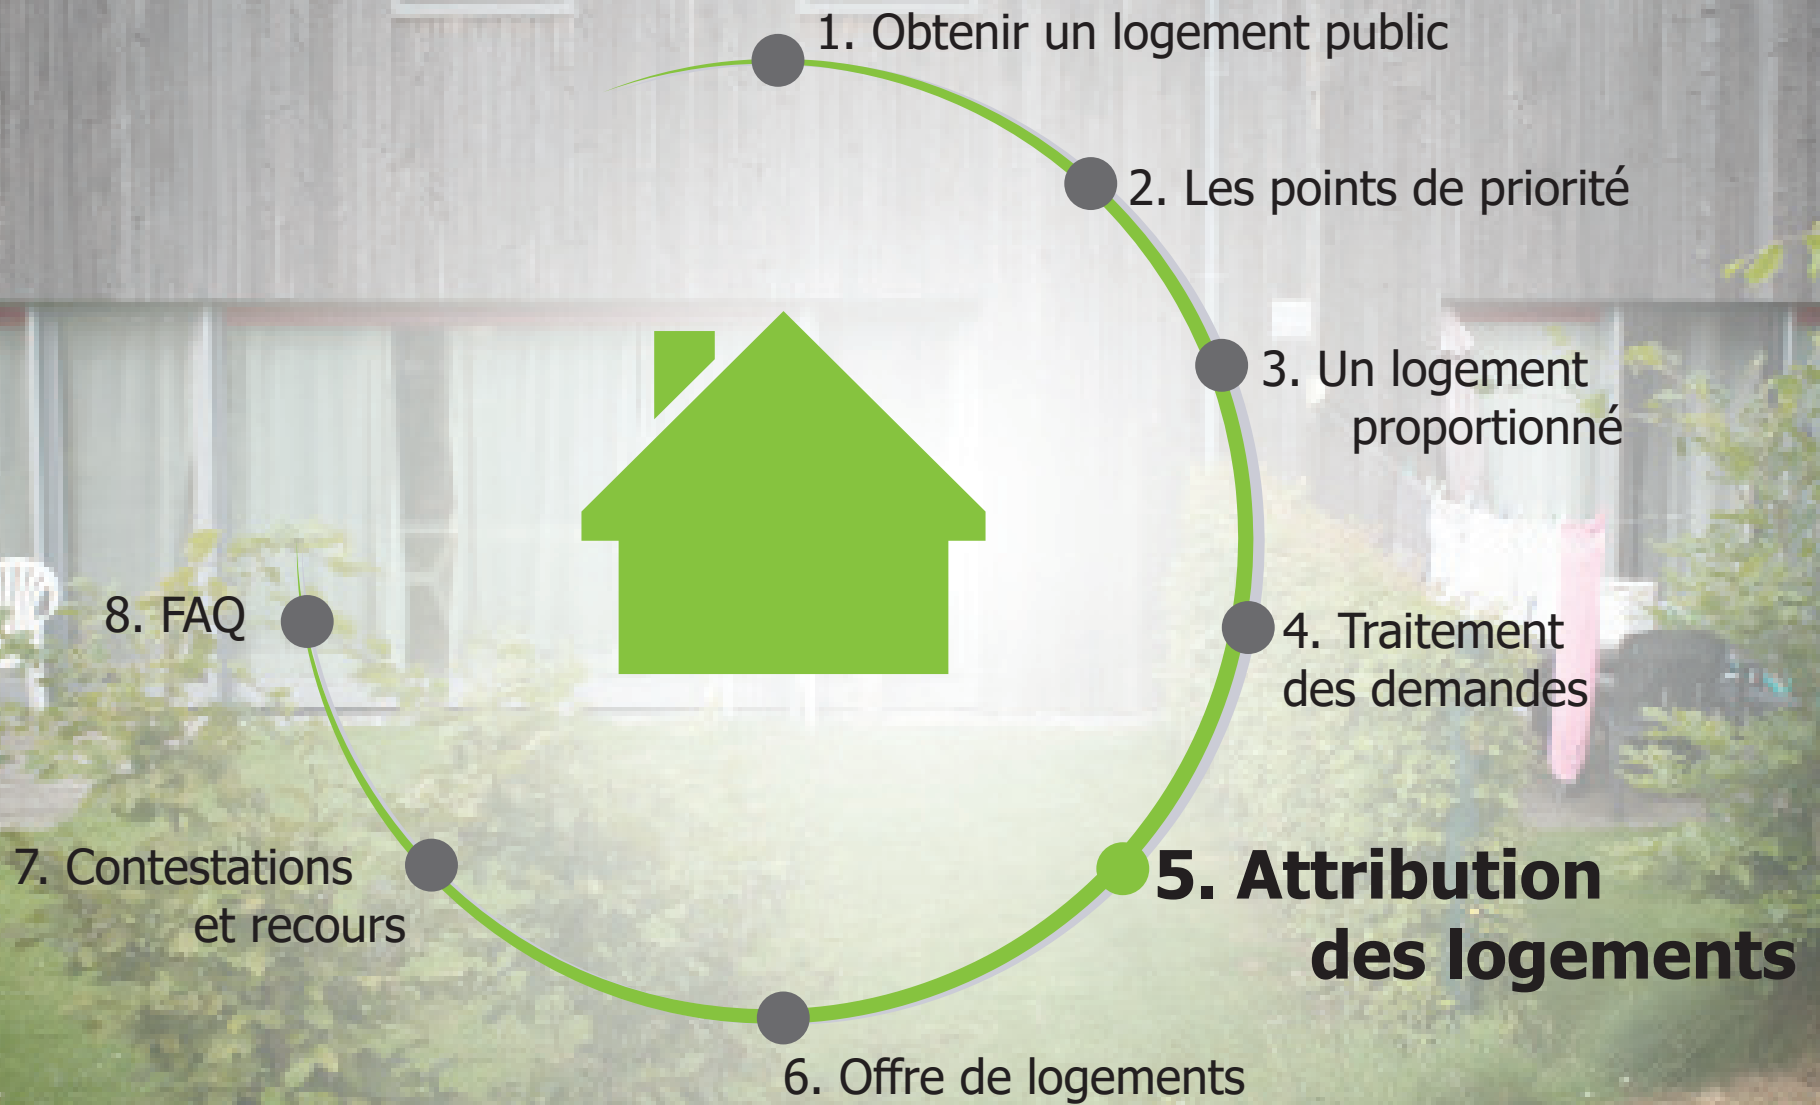 1. Obtenir un logement public
2. Les points de priorité
3. Un logement
proportionné
4. Traitement
des demandes
5. Attribution
des logements
6. Offre de logements
7. Contestations
et recours
8. FAQ